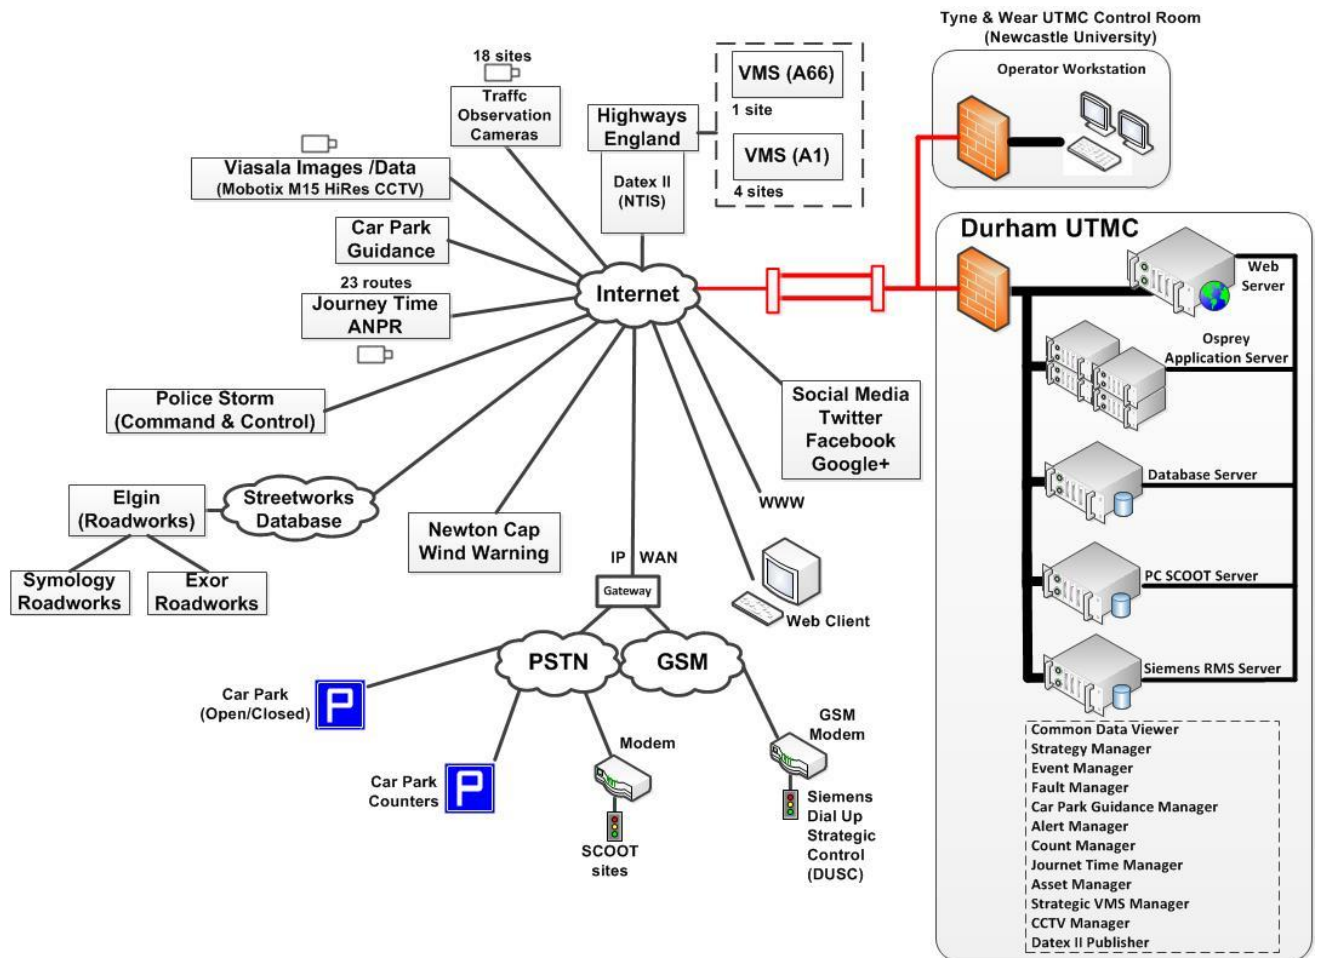 Tyne & Wear UTMC Control Room
(Newcastle University)
Operator Workstation
18 sites
Traffc
Observation
Cameras
Highways
England
Datex II
(NTIS)
VMS (A66)
1 site
VMS (A1)
4 sites
Viasala Images /Data
(Mobotix M15 HiRes CCTV)
Car Park
Guidance
23 routes
Journey Time
ANPR
Internet
Police Storm
(Command & Control)
Elgin
(Roadworks)
Streetworks
Database
Symology
Roadworks
Exor
Roadworks
Newton Cap
Wind Warning
Social Media
Twitter
Facebook
Google+
WWW
Web Client
IP WAN
Gateway
PSTN
GSM
Car Park
(Open/Closed)
P
Car Park
Counters
P
Modem
SCOOT
sites
GSM
Modem
Siemens
Dial Up
Strategic
Control
(DUSC)
Durham UTMC
Web
Server
Osprey
Application Server
Database Server
PC SCOOT Server
Siemens RMS Server
Common Data Viewer
Strategy Manager
Event Manager
Fault Manager
Car Park Guidance Manager
Alert Manager
Count Manager
Journet Time Manager
Asset Manager
Strategic VMS Manager
CCTV Manager
Datex II Publisher